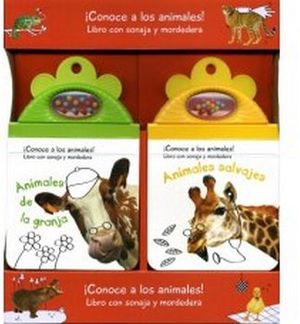 ¡Conoce a los animales!
Libro con sonaja y mordedera
¡Conoce a los animales!
Libro con sonaja y mordedera
Animales
de la
granja
¡Conoce a los animales!
Libro con sonaja y mordedera
Animales salvajes
¡Conoce a los animales!
Libro con sonaja y mordedera